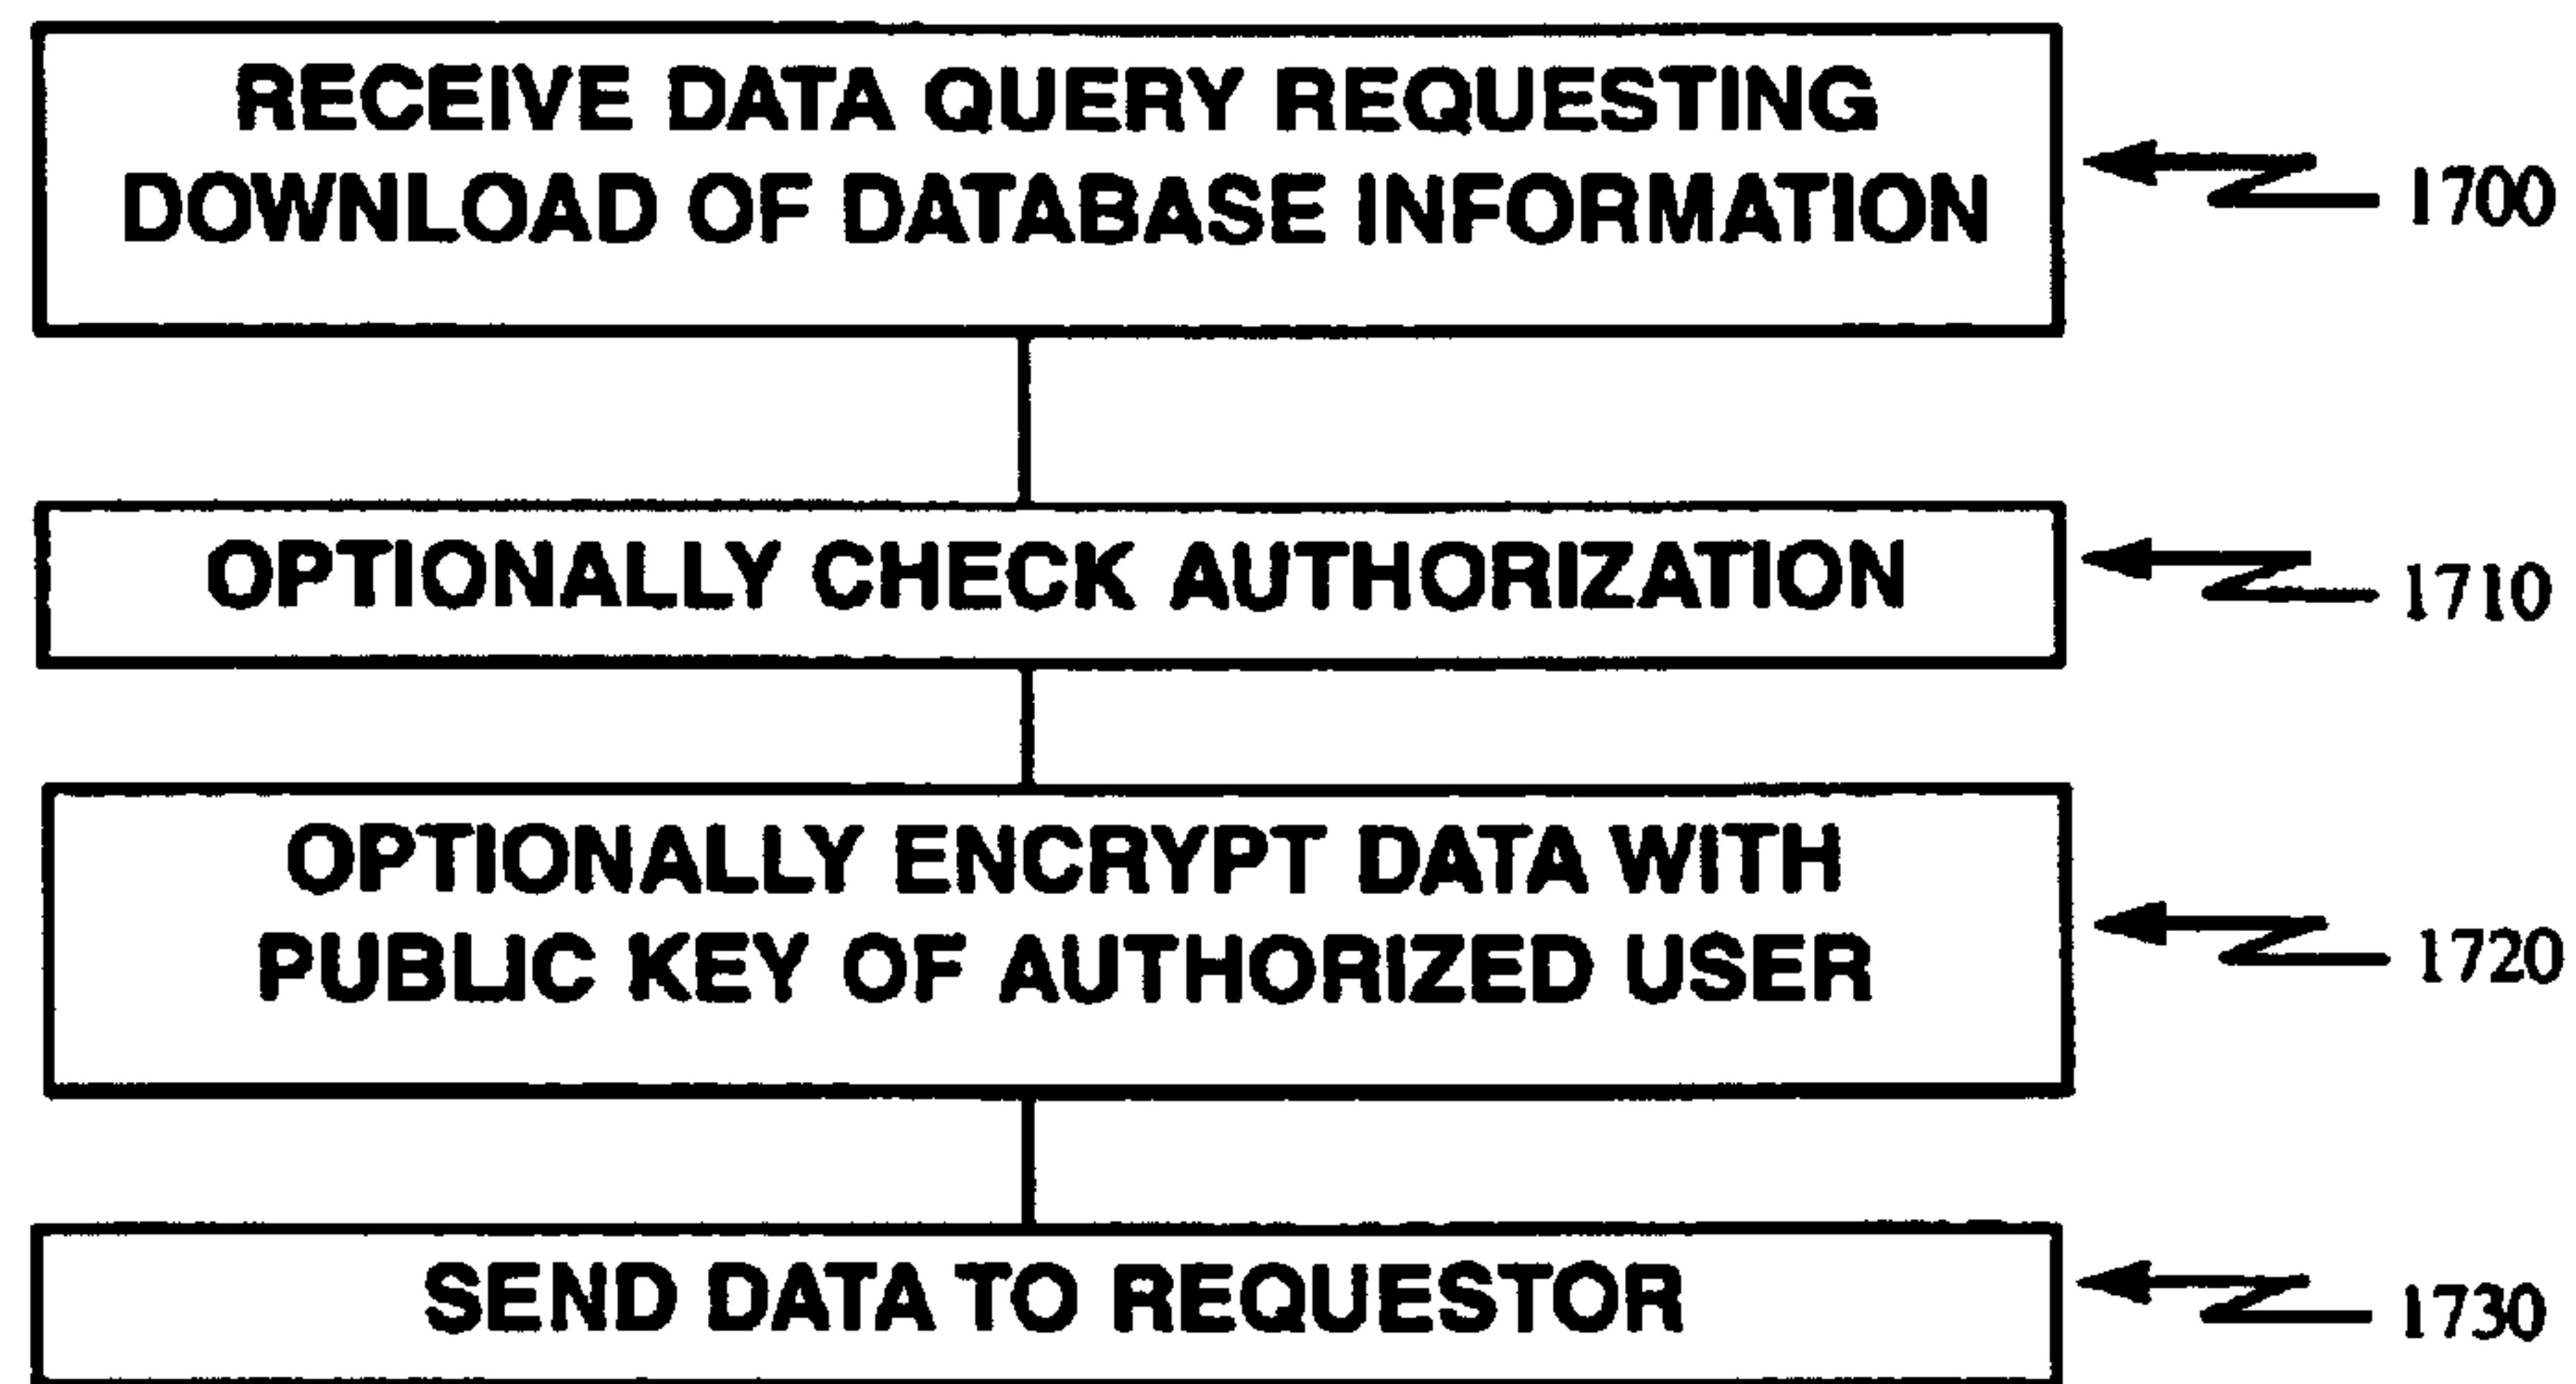 RECEIVE DATA QUERY REQUESTING
DOWNLOAD OF DATABASE INFORMATION
1700
OPTIONALLY CHECK AUTHORIZATION
1710
OPTIONALLY ENCRYPT DATA WITH
PUBLIC KEY OF AUTHORIZED USER
1720
SEND DATA TO REQUESTOR
1730